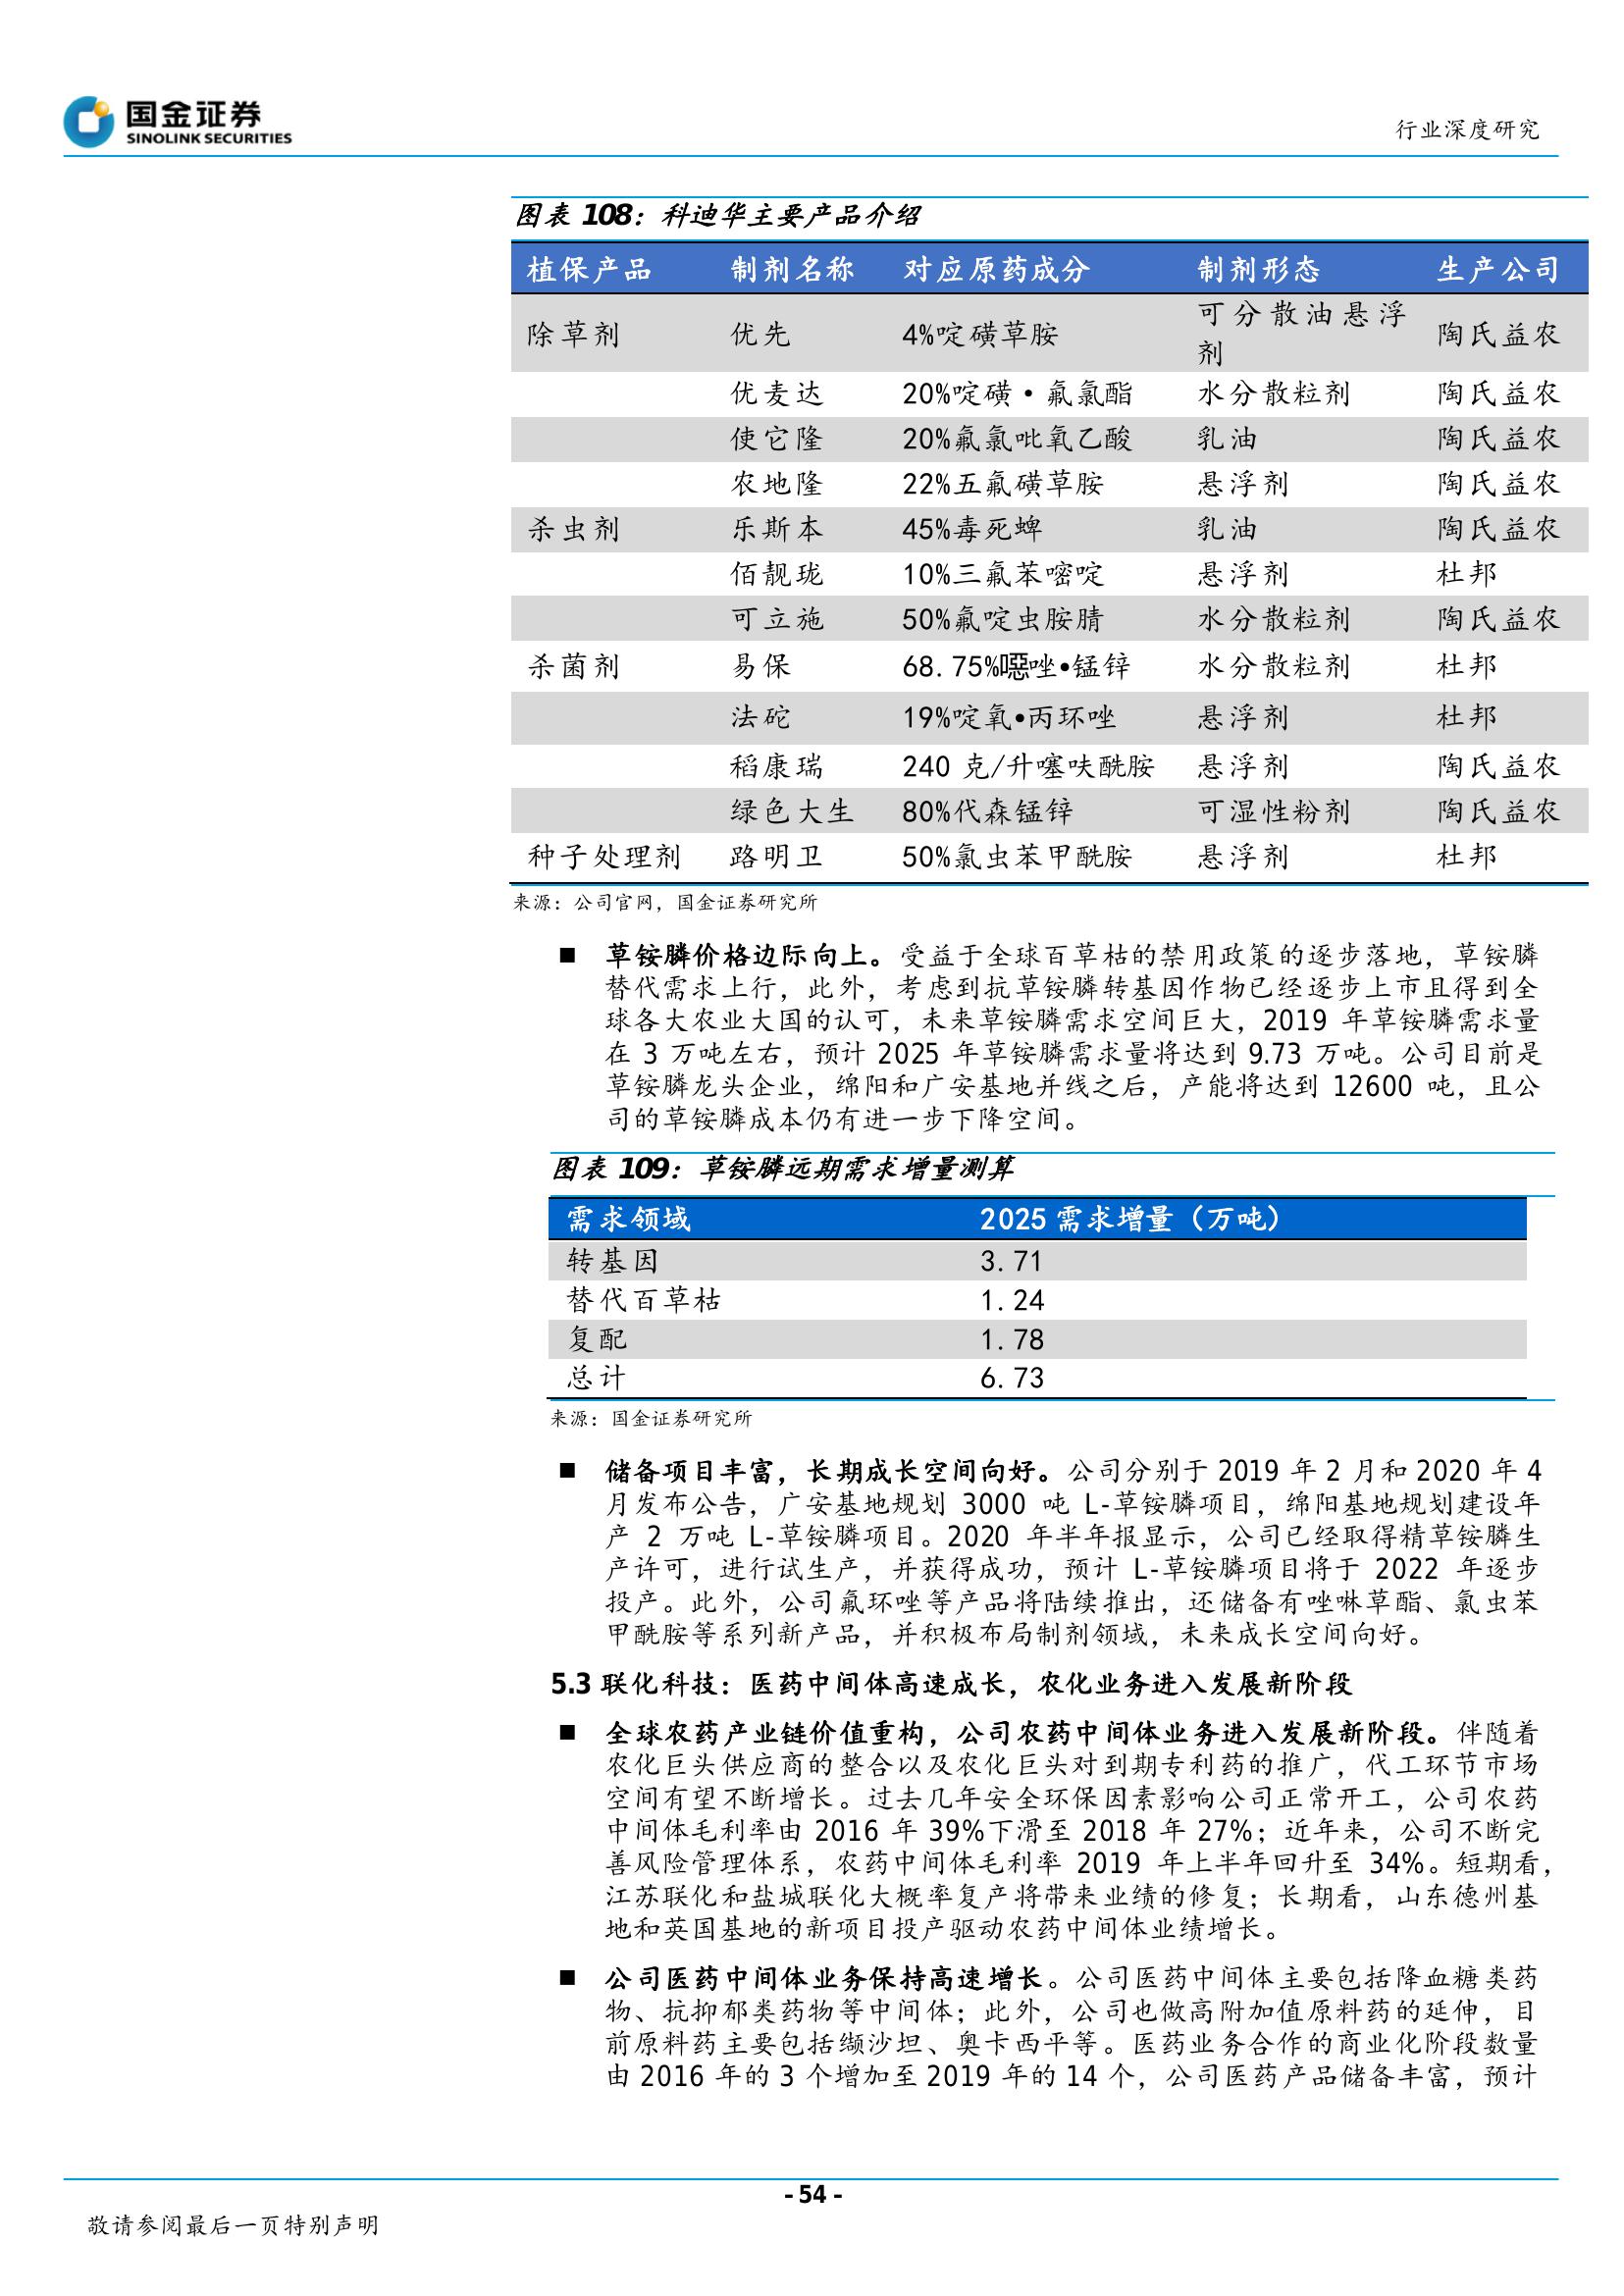 国金证券
SINOLINK SECURITIES
行业深度研究
图表 108：科迪华主要产品介绍
植保产品 制剂名称 对应原药成分 制剂形态 生产公司
除草剂 优先 4%啶磺草胺 可分散油悬浮剂 陶氏益农
优麦达 20%啶磺·氟氯酯 水分散粒剂 陶氏益农
使它隆 20%氟氯吡氧乙酸 乳油 陶氏益农
农地隆 22%五氟磺草胺 悬浮剂 陶氏益农
杀虫剂 乐斯本 45%毒死蜱 乳油 陶氏益农
佰靓珑 10%三氟苯嘧啶 悬浮剂 杜邦
可立施 50%氟啶虫胺腈 水分散粒剂 陶氏益农
杀菌剂 易保 68.75%噁唑•锰锌 水分散粒剂 杜邦
法砣 19%啶氧•丙环唑 悬浮剂 杜邦
稻康瑞 240 克/升噻呋酰胺 悬浮剂 陶氏益农
绿色大生 80%代森锰锌 可湿性粉剂 陶氏益农
种子处理剂 路明卫 50%氯虫苯甲酰胺 悬浮剂 杜邦
来源：公司官网，国金证券研究所
■ 草铵膦价格边际向上。受益于全球百草枯的禁用政策的逐步落地，草铵膦
替代需求上行，此外，考虑到抗草铵膦转基因作物已经逐步上市且得到全
球各大农业大国的认可，未来草铵膦需求空间巨大，2019 年草铵膦需求量
在 3 万吨左右，预计 2025 年草铵膦需求量将达到 9.73 万吨。公司目前是
草铵膦龙头企业，绵阳和广安基地并线之后，产能将达到 12600 吨，且公
司的草铵膦成本仍有进一步下降空间。
图表 109：草铵膦远期需求增量测算
需求领域 2025 需求增量（万吨）
转基因 3.71
替代百草枯 1.24
复配 1.78
总计 6.73
来源：国金证券研究所
■ 储备项目丰富，长期成长空间向好。公司分别于 2019 年 2 月和 2020 年 4
月发布公告，广安基地规划 3000 吨 L-草铵膦项目，绵阳基地规划建设年
产 2 万吨 L-草铵膦项目。2020 年半年报显示，公司已经取得精草铵膦生
产许可，进行试生产，并获得成功，预计 L-草铵膦项目将于 2022 年逐步
投产。此外，公司氟环唑等产品将陆续推出，还储备有唑啉草酯、氯虫苯
甲酰胺等系列新产品，并积极布局制剂领域，未来成长空间向好。
5.3 联化科技：医药中间体高速成长，农化业务进入发展新阶段
■ 全球农药产业链价值重构，公司农药中间体业务进入发展新阶段。伴随着
农化巨头供应商的整合以及农化巨头对到期专利药的推广，代工环节市场
空间有望不断增长。过去几年安全环保因素影响公司正常开工，公司农药
中间体毛利率由 2016 年 39%下滑至 2018 年 27%；近年来，公司不断完
善风险管理体系，农药中间体毛利率 2019 年上半年回升至 34%。短期看，
江苏联化和盐城联化大概率复产将带来业绩的修复；长期看，山东德州基
地和英国基地的新项目投产驱动农药中间体业绩增长。
■ 公司医药中间体业务保持高速增长。公司医药中间体主要包括降血糖类药
物、抗抑郁类药物等中间体；此外，公司也做高附加值原料药的延伸，目
前原料药主要包括缬沙坦、奥卡西平等。医药业务合作的商业化阶段数量
由 2016 年的 3 个增加至 2019 年的 14 个，公司医药产品储备丰富，预计
- 54 -
敬请参阅最后一页特别声明